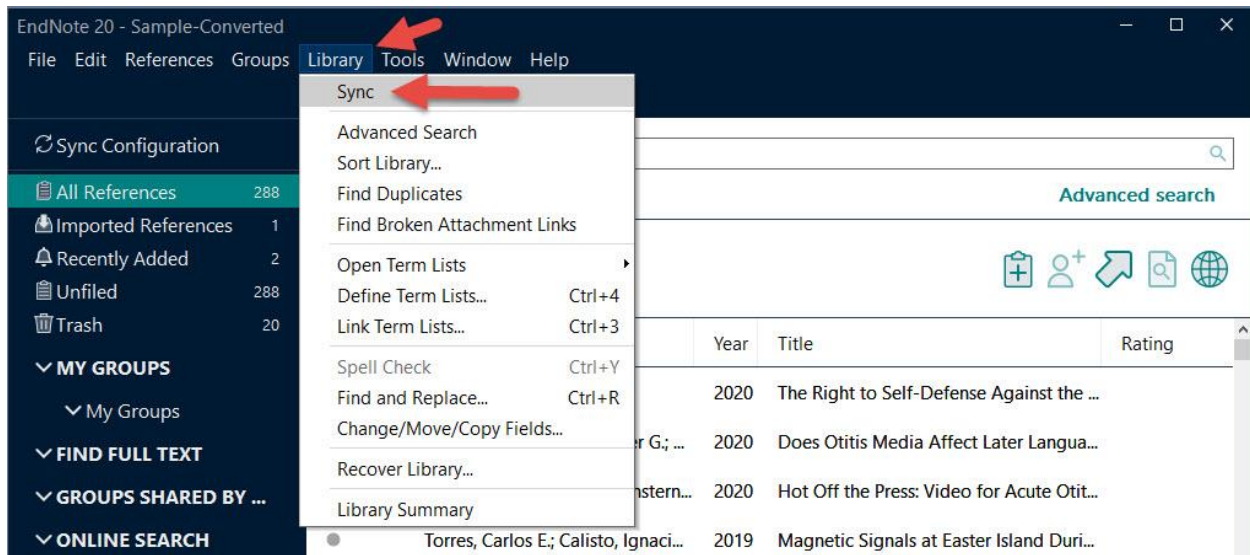 EndNote 20 - Sample-Converted
File Edit References Groups Library Tools Window Help
Sync
Sync Configuration
Advanced Search
Sort Library...
All References 288
Find Duplicates
Advanced search
Imported References 1
Find Broken Attachment Links
Recently Added 2
Open Term Lists
Unfiled 288
Define Term Lists... Ctrl+4
Trash 20
Link Term Lists... Ctrl+3
Year Title Rating
MY GROUPS
Spell Check Ctrl+Y
Find and Replace... Ctrl+R
2020 The Right to Self-Defense Against the ...
My Groups
Change/Move/Copy Fields...
G.; ... 2020 Does Otitis Media Affect Later Langua...
FIND FULL TEXT
Recover Library...
GROUPS SHARED BY ...
2020 Hot Off the Press: Video for Acute Otit...
Library Summary
ONLINE SEARCH
Torres, Carlos E.; Calisto, Ignaci... 2019 Magnetic Signals at Easter Island Duri...